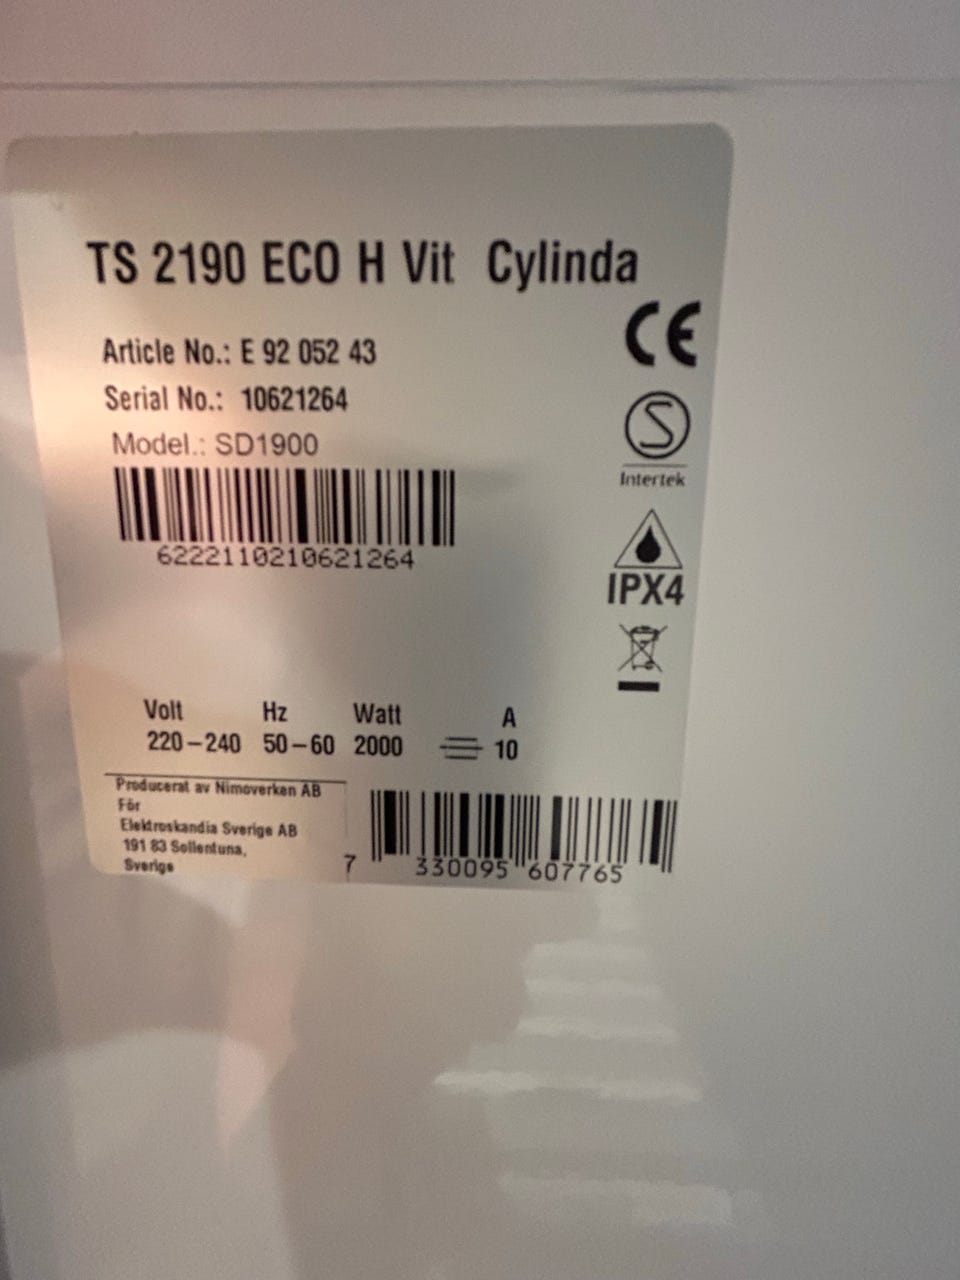 TS 2190 ECO H Vit Cylinda
CE
Article No.: E 92 052 43
Serial No.: 10621264
Model.: SD1900
S
Intertek
6222110210621264
IPX4
Volt Hz Watt A
220-240 50-60 2000 10
Producerat av Nimoverken AB
För
Elektroskandia Sverige AB
191 83 Sollentuna,
Sverige
7 330095 607765